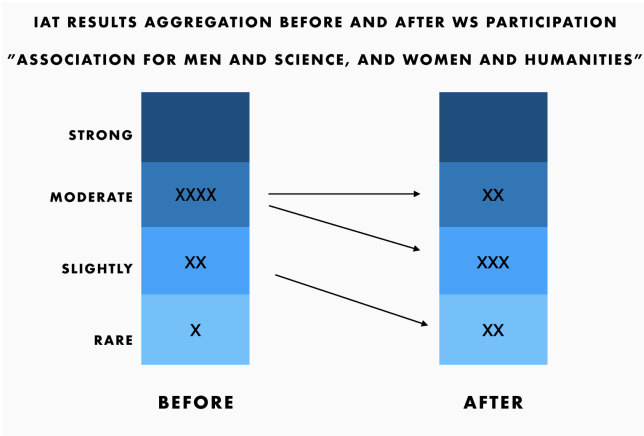 IAT RESULTS AGGREGATION BEFORE AND AFTER WS PARTICIPATION
"ASSOCIATION FOR MEN AND SCIENCE, AND WOMEN AND HUMANITIES"
STRONG
MODERATE XXXX XX
SLIGHTLY XX XXX
RARE X XX
BEFORE AFTER